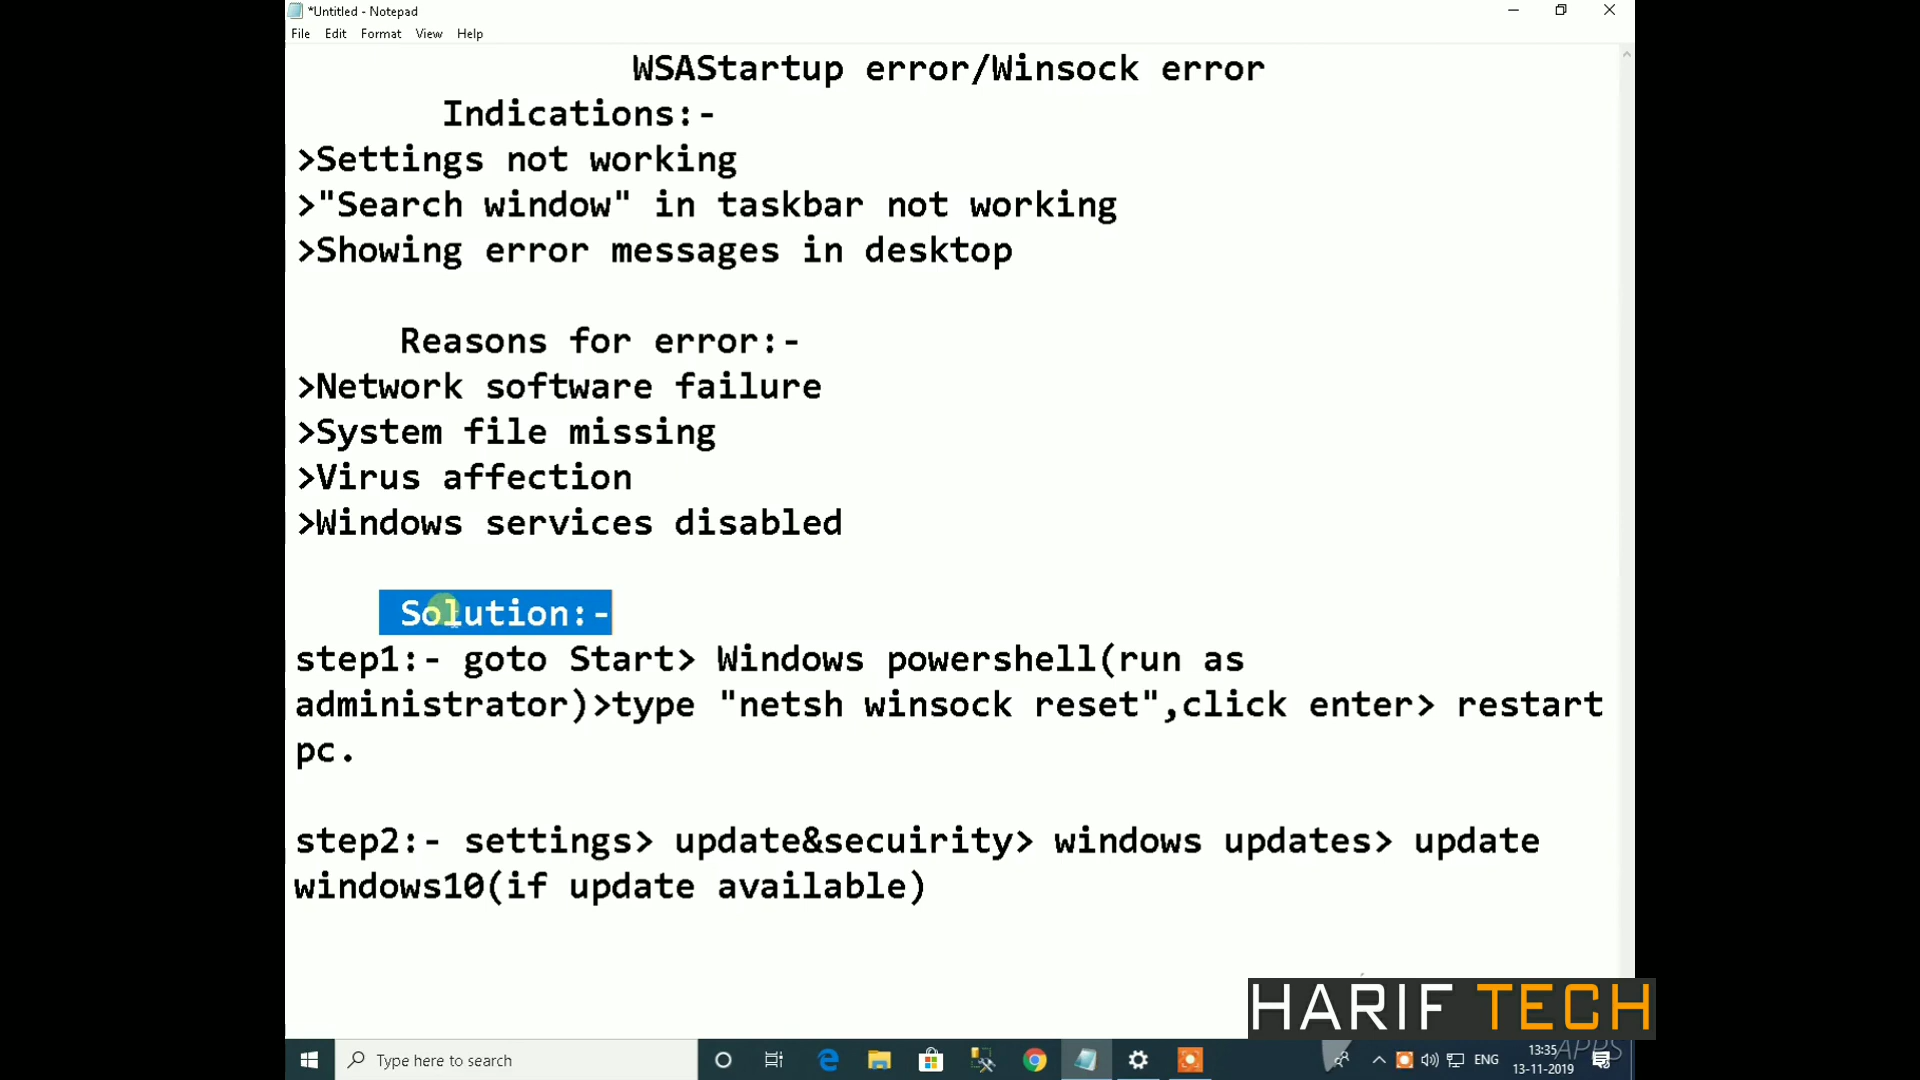 *Untitled - Notepad
File Edit Format View Help
WSAStartup error/Winsock error
Indications:-
>Settings not working
>"Search window" in taskbar not working
>Showing error messages in desktop
Reasons for error:-
>Network software failure
>System file missing
>Virus affection
>Windows services disabled
Solution:-
step1:- goto Start> Windows powershell(run as
administrator)>type "netsh winsock reset",click enter> restart
pc.
step2:- settings> update&secuirity> windows updates> update
windows10(if update available)
HARIF TECH
APPS
Type here to search
ENG
13:35
13-11-2019